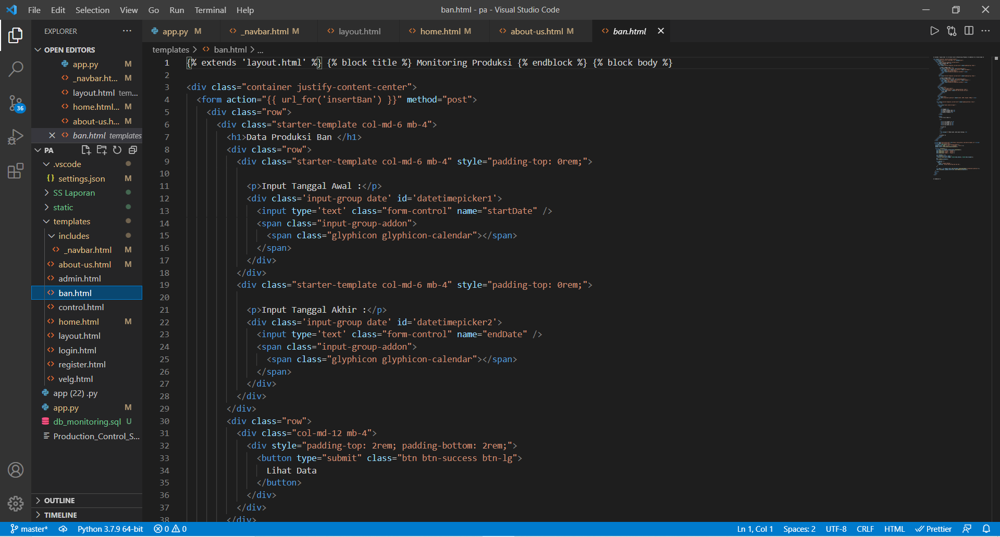 File Edit Selection View Go Run Terminal Help
ban.html - pa - Visual Studio Code
EXPLORER
OPEN EDITORS
app.py M
_navbar.ht... M
layout.html tem...
home.html... M
about-us.h... M
ban.html templates
PA
.vscode
settings.json M
SS Laporan
static
templates
includes
_navbar.html M
about-us.html M
admin.html
ban.html
control.html
home.html M
layout.html
login.html
register.html
velg.html
app (22) .py
app.py M
db_monitoring.sql U
Production_Control_S...
OUTLINE
TIMELINE
36
app.py M _navbar.html M layout.html home.html M about-us.html M ban.html
templates > ban.html > ...
1 {% extends 'layout.html' %} {% block title %} Monitoring Produksi {% endblock %} {% block body %}
2
3 <div class="container justify-content-center">
4 <form action="{{ url_for('insertBan') }}" method="post">
5 <div class="row">
6 <div class="starter-template col-md-6 mb-4">
7 <h1>Data Produksi Ban </h1>
8 <div class="row">
9 <div class="starter-template col-md-6 mb-4" style="padding-top: 0rem;">
10
11 <p>Input Tanggal Awal :</p>
12 <div class='input-group date' id='datetimepicker1'>
13 <input type='text' class="form-control" name="startDate" />
14 <span class="input-group-addon">
15 <span class="glyphicon glyphicon-calendar"></span>
16 </span>
17 </div>
18 </div>
19 <div class="starter-template col-md-6 mb-4" style="padding-top: 0rem;">
20
21 <p>Input Tanggal Akhir :</p>
22 <div class='input-group date' id='datetimepicker2'>
23 <input type='text' class="form-control" name="endDate" />
24 <span class="input-group-addon">
25 <span class="glyphicon glyphicon-calendar"></span>
26 </span>
27 </div>
28 </div>
29 </div>
30 <div class="row">
31 <div class="col-md-12 mb-4">
32 <div style="padding-top: 2rem; padding-bottom: 2rem;">
33 <button type="submit" class="btn btn-success btn-lg">
34 Lihat Data
35 </button>
36 </div>
37 </div>
38 </div>
master* Python 3.7.9 64-bit 0 0 Ln 1, Col 1 Spaces: 2 UTF-8 CRLF HTML Prettier